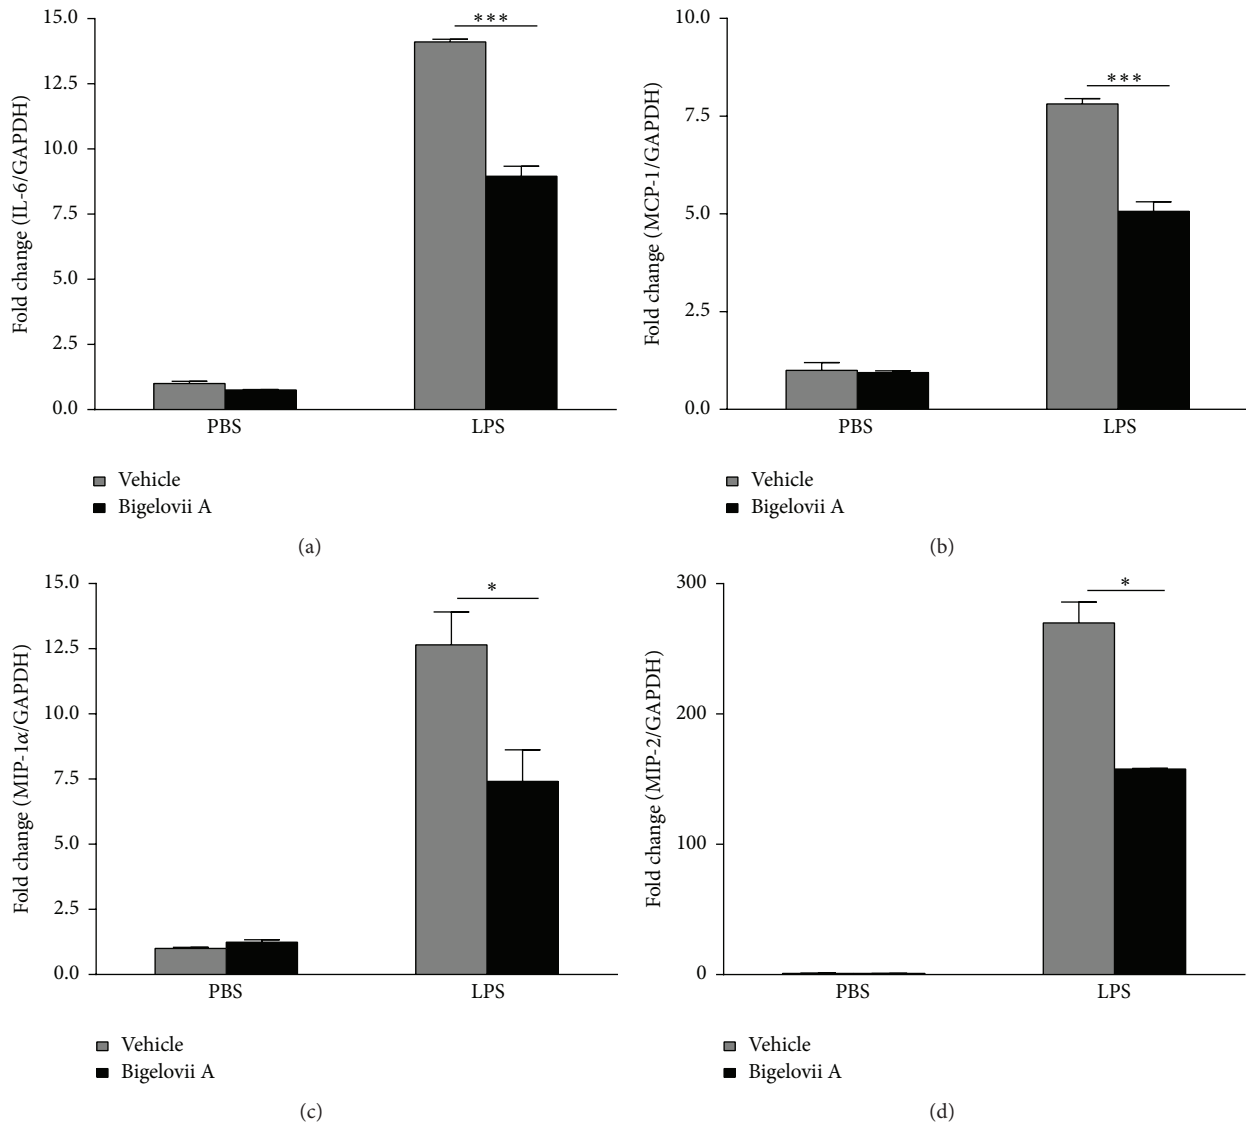 Fold change (IL-6/GAPDH)
15.0
12.5
10.0
7.5
5.0
2.5
0.0
***
PBS
LPS
Vehicle
Bigelovii A
(a)
Fold change (MCP-1/GAPDH)
10.0
7.5
5.0
2.5
0.0
***
PBS
LPS
Vehicle
Bigelovii A
(b)
Fold change (MIP-1α/GAPDH)
15.0
12.5
10.0
7.5
5.0
2.5
0.0
*
PBS
LPS
Vehicle
Bigelovii A
(c)
Fold change (MIP-2/GAPDH)
300
200
100
0
*
PBS
LPS
Vehicle
Bigelovii A
(d)